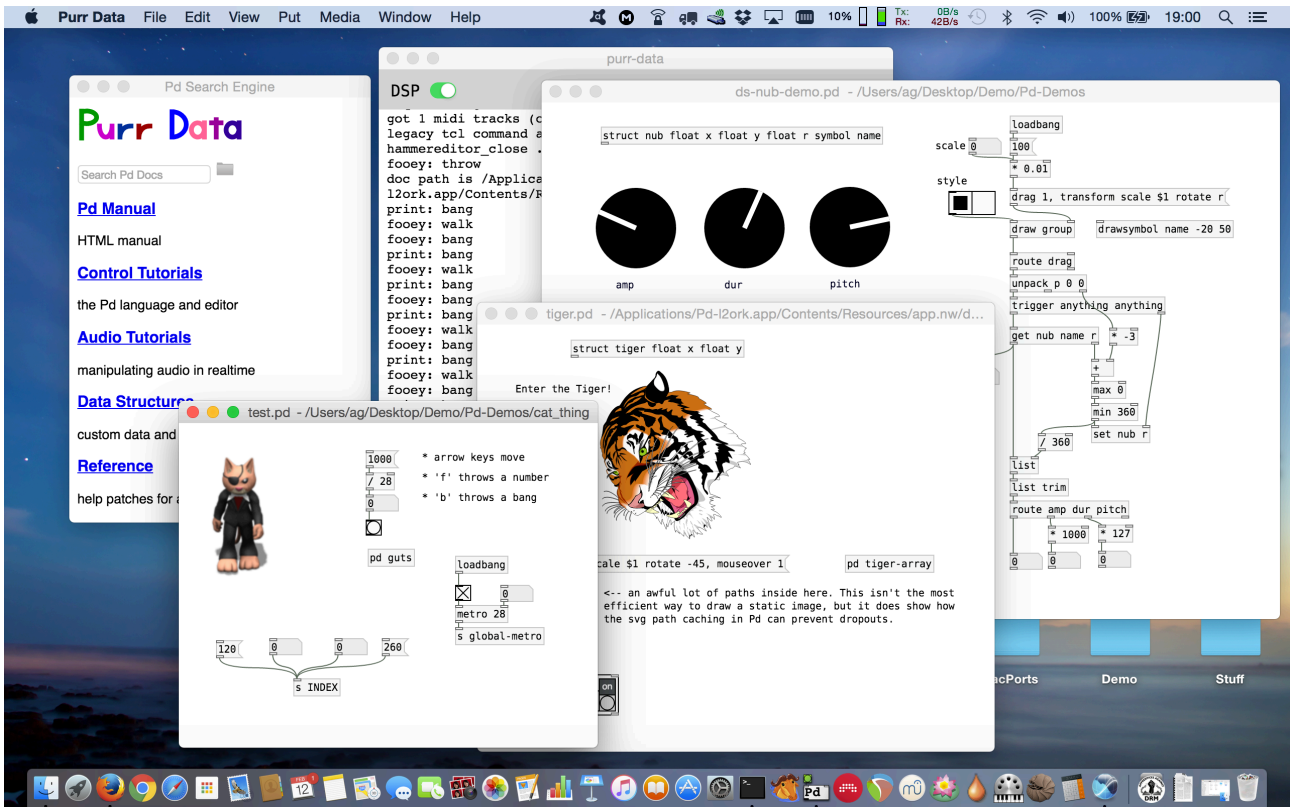 Purr Data File Edit View Put Media Window Help
10% Tx: 0B/s
Rx: 42B/s
100% 19:00
Pd Search Engine
Purr Data
Search Pd Docs
Pd Manual
HTML manual
Control Tutorials
the Pd language and editor
Audio Tutorials
manipulating audio in realtime
Data Structures
custom data and
Reference
help patches for
purr-data
DSP
got 1 midi tracks (
legacy tcl command
hammereditor_close .
fooey: throw
doc path is /Applica
l2ork.app/Contents/R
print: bang
fooey: walk
fooey: bang
print: bang
fooey: walk
print: bang
fooey: bang
print: bang
fooey: walk
fooey: bang
print: bang
fooey: walk
fooey: bang
ds-nub-demo.pd - /Users/ag/Desktop/Demo/Pd-Demos
struct nub float x float y float r symbol name
amp
dur
pitch
scale 0
style
loadbang
100
* 0.01
drag 1, transform scale $1 rotate r
draw group
drawsymbol name -20 50
route drag
unpack p 0 0
trigger anything anything
get nub name r
* -3
+
max 0
min 360
set nub r
/ 360
list
list trim
route amp dur pitch
* 1000
* 127
0
0
0
tiger.pd - /Applications/Pd-l2ork.app/Contents/Resources/app.nw/d...
struct tiger float x float y
Enter the Tiger!
cale $1 rotate -45, mouseover 1
pd tiger-array
<-- an awful lot of paths inside here. This isn't the most
efficient way to draw a static image, but it does show how
the svg path caching in Pd can prevent dropouts.
on
test.pd - /Users/ag/Desktop/Demo/Pd-Demos/cat_thing
1000
/ 28
0
* arrow keys move
* 'f' throws a number
* 'b' throws a bang
pd guts
loadbang
0
metro 28
s global-metro
120
0
0
260
s INDEX
acPorts
Demo
Stuff
FEB
12
Pd
mü
DRM